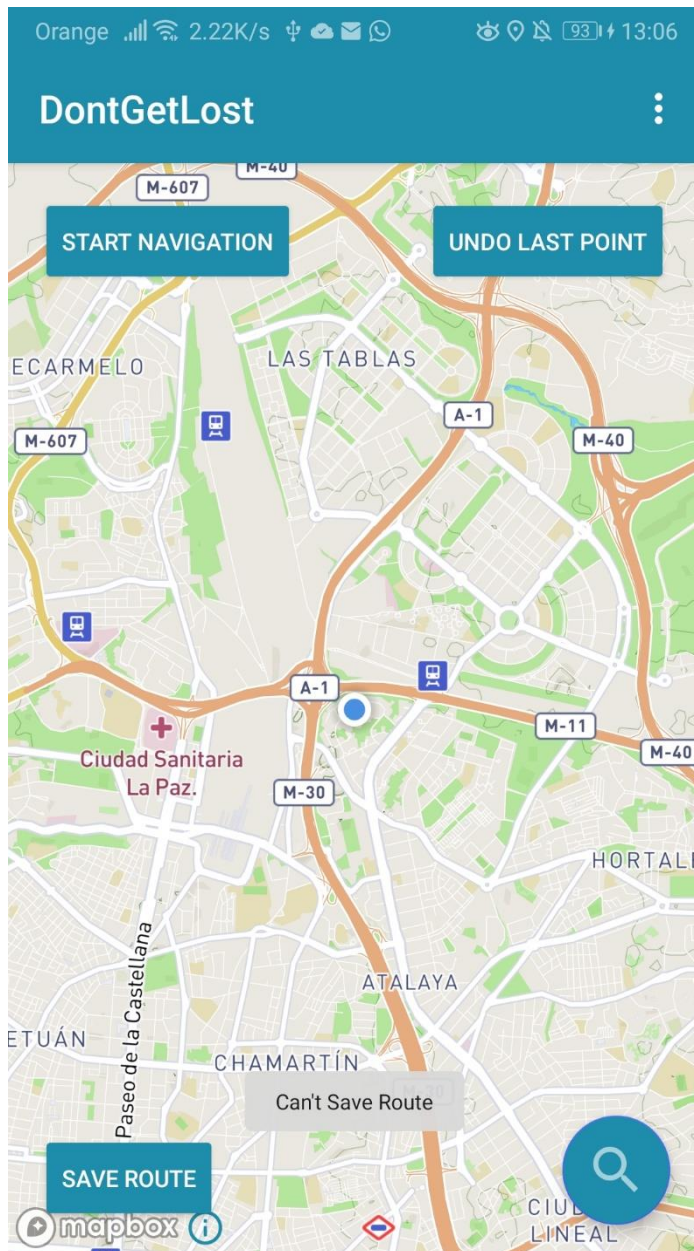 Orange 2.22K/s 93 13:06
DontGetLost
M-40
M-607
START NAVIGATION
UNDO LAST POINT
ECARMELO
LAS TABLAS
A-1
M-607
M-40
A-1
M-11
Ciudad Sanitaria
La Paz.
M-40
M-30
HORTAL
Paseo de la Castellana
ATALAYA
ETUÁN
CHAMARTÍN
M-30
Can't Save Route
SAVE ROUTE
mapbox
CIU
LINEAL